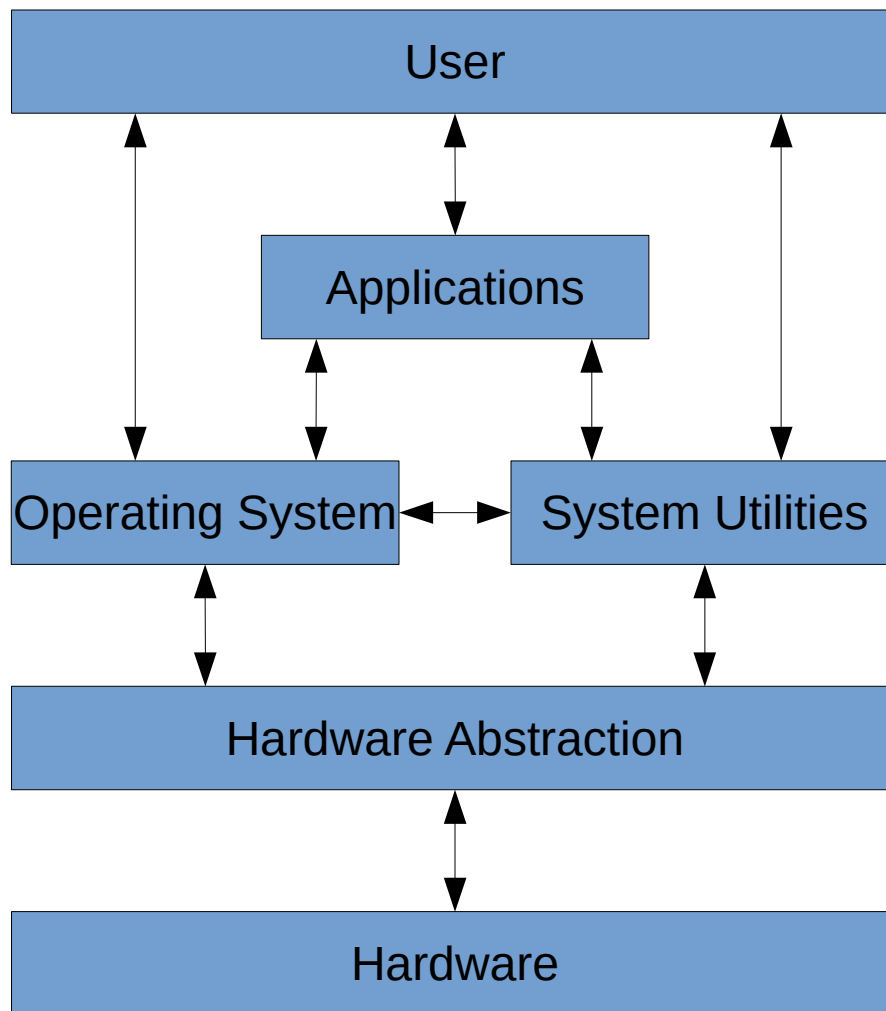 User
Applications
Operating System
System Utilities
Hardware Abstraction
Hardware